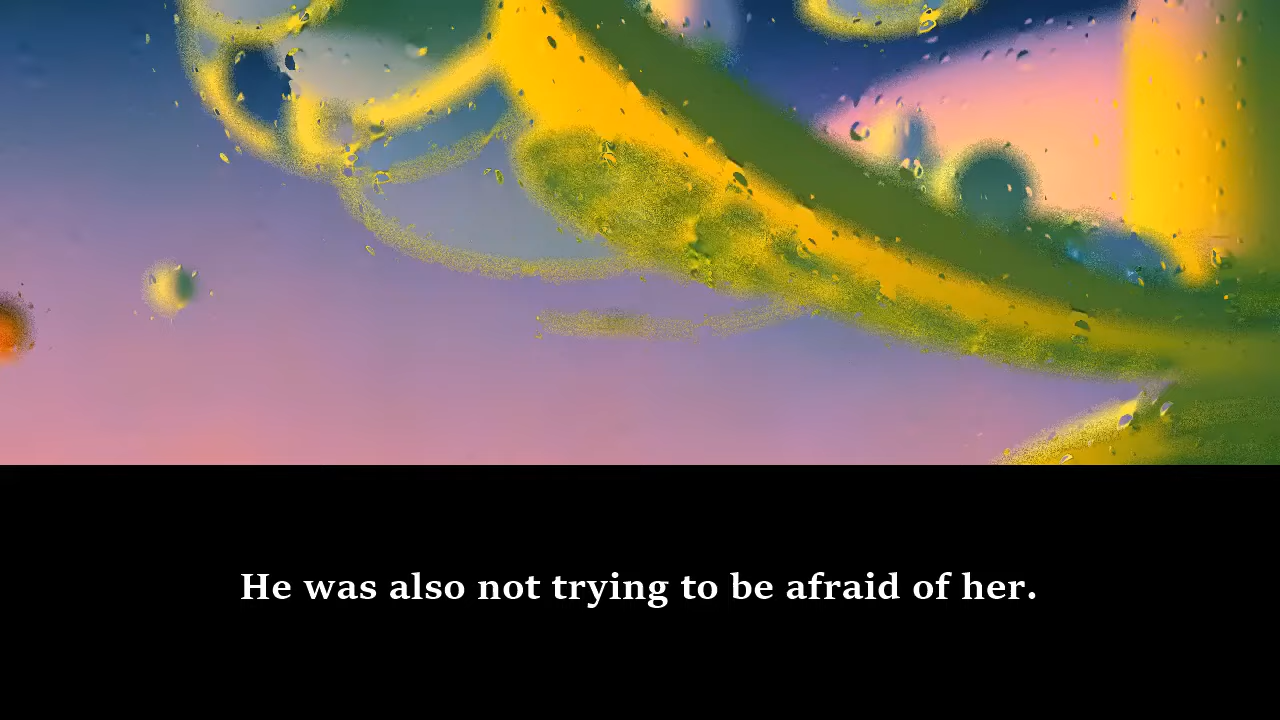 He was also not trying to be afraid of her.